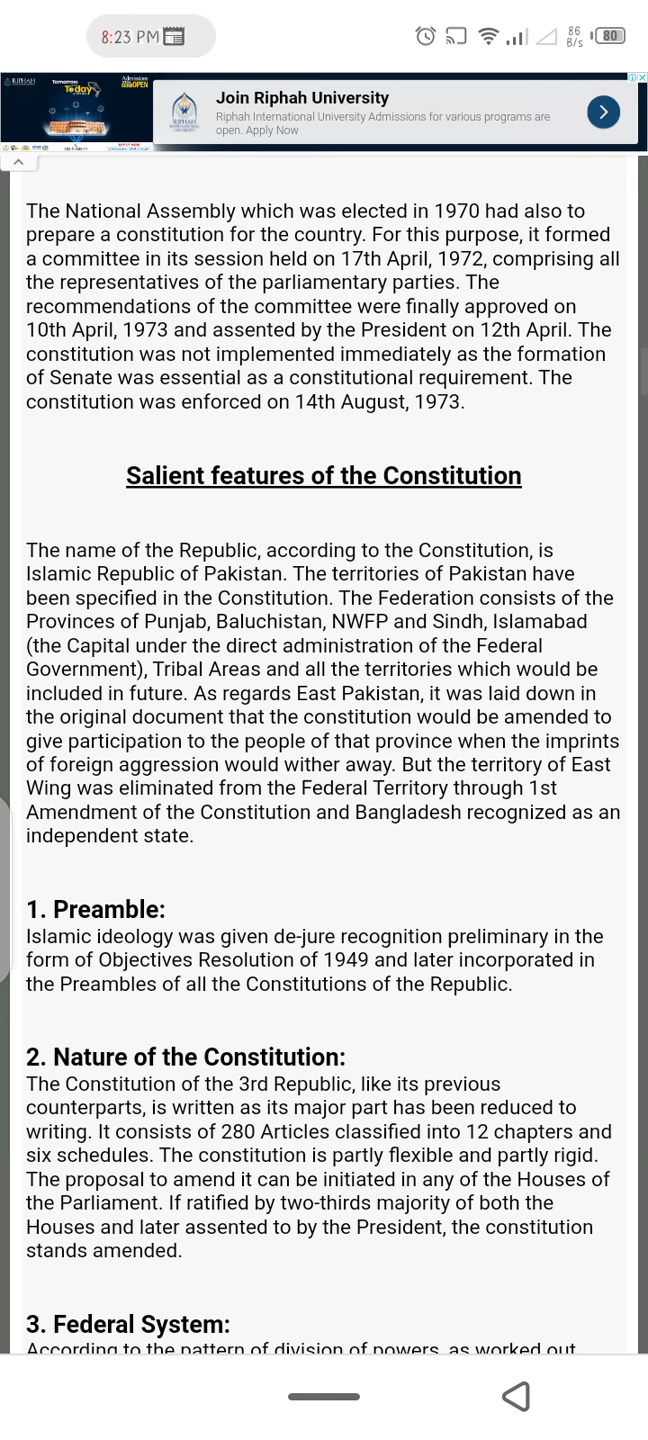 8:23 PM
86 B/s
80
RIPHAH
Tomorrow
Today
Admissions
OPEN
Join Riphah University
Riphah International University Admissions for various programs are
open. Apply Now
RIPHAH
The National Assembly which was elected in 1970 had also to
prepare a constitution for the country. For this purpose, it formed
a committee in its session held on 17th April, 1972, comprising all
the representatives of the parliamentary parties. The
recommendations of the committee were finally approved on
10th April, 1973 and assented by the President on 12th April. The
constitution was not implemented immediately as the formation
of Senate was essential as a constitutional requirement. The
constitution was enforced on 14th August, 1973.
Salient features of the Constitution
The name of the Republic, according to the Constitution, is
Islamic Republic of Pakistan. The territories of Pakistan have
been specified in the Constitution. The Federation consists of the
Provinces of Punjab, Baluchistan, NWFP and Sindh, Islamabad
(the Capital under the direct administration of the Federal
Government), Tribal Areas and all the territories which would be
included in future. As regards East Pakistan, it was laid down in
the original document that the constitution would be amended to
give participation to the people of that province when the imprints
of foreign aggression would wither away. But the territory of East
Wing was eliminated from the Federal Territory through 1st
Amendment of the Constitution and Bangladesh recognized as an
independent state.
1. Preamble:
Islamic ideology was given de-jure recognition preliminary in the
form of Objectives Resolution of 1949 and later incorporated in
the Preambles of all the Constitutions of the Republic.
2. Nature of the Constitution:
The Constitution of the 3rd Republic, like its previous
counterparts, is written as its major part has been reduced to
writing. It consists of 280 Articles classified into 12 chapters and
six schedules. The constitution is partly flexible and partly rigid.
The proposal to amend it can be initiated in any of the Houses of
the Parliament. If ratified by two-thirds majority of both the
Houses and later assented to by the President, the constitution
stands amended.
3. Federal System:
According to the pattern of division of powers, as worked out